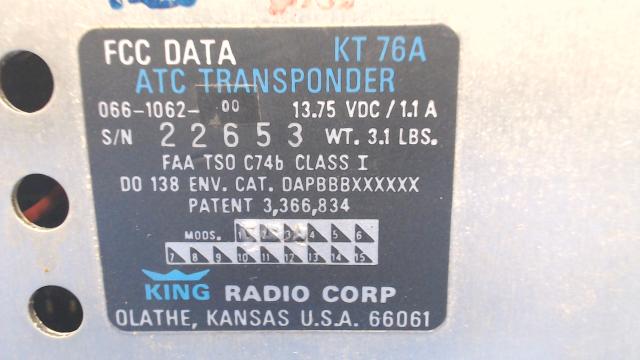 FCC DATA KT 76A
ATC TRANSPONDER
066-1062- 00 13.75 VDC / 1.1 A
S/N 22653 WT. 3.1 LBS.
FAA TSO C74b CLASS I
DO 138 ENV. CAT. DAPBBBXXXXXX
PATENT 3,366,834
MODS. 1 2 3 4 5 6
7 8 9 10 11 12 13 14 15
KING RADIO CORP
OLATHE, KANSAS U.S.A. 66061